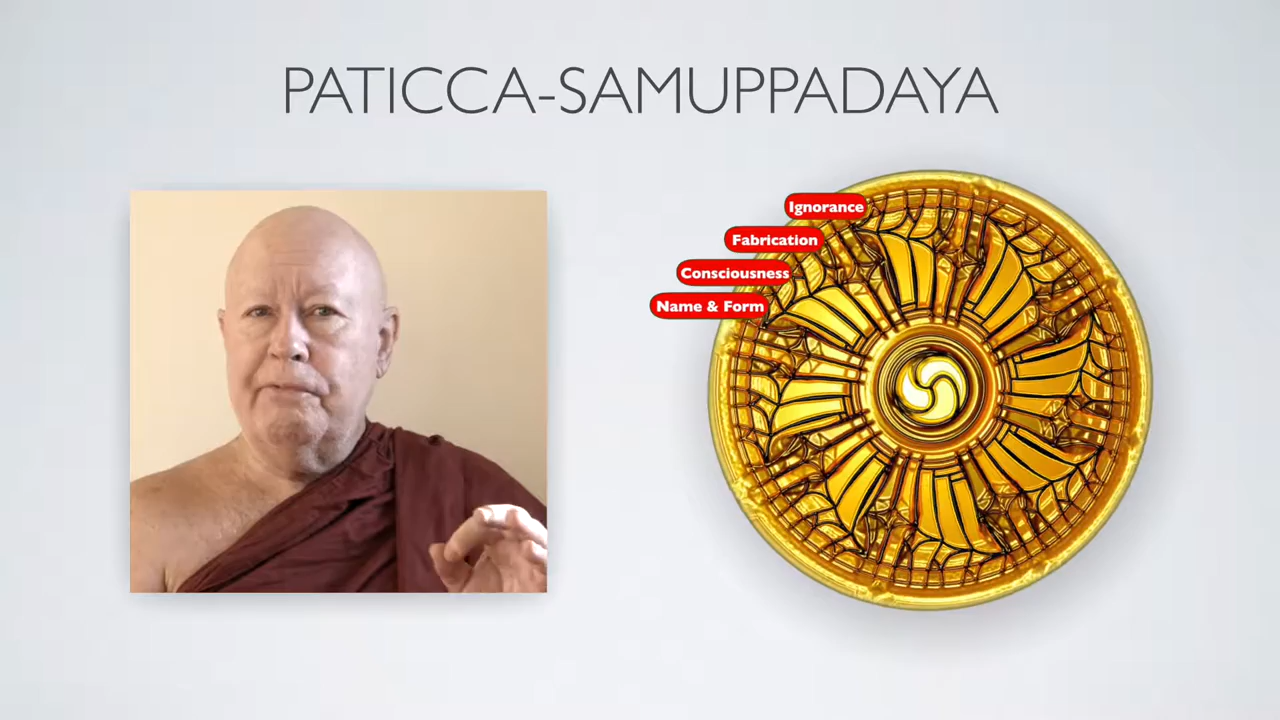 PATICCA-SAMUPPADAYA
Ignorance
Fabrication
Consciousness
Name & Form